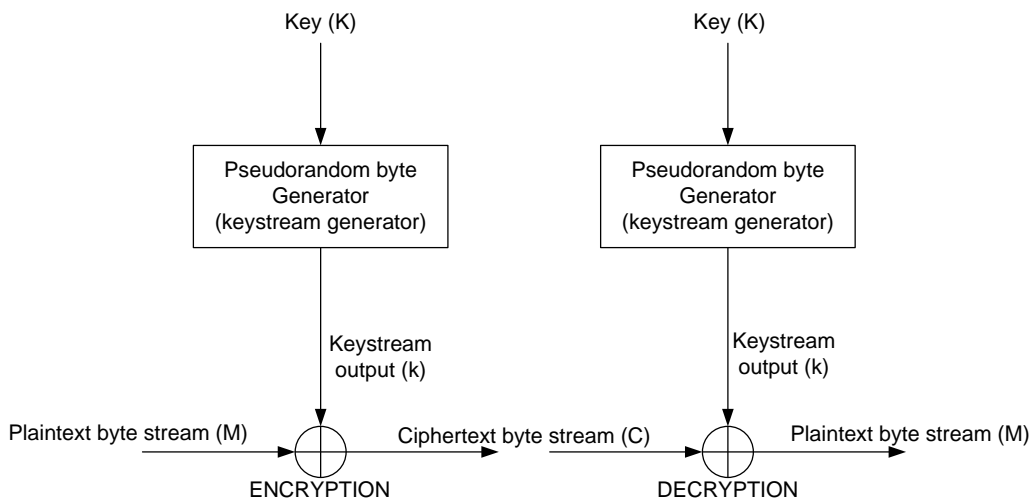 Key (K)
Key (K)
Pseudorandom byte
Generator
(keystream generator)
Pseudorandom byte
Generator
(keystream generator)
Keystream
output (k)
Keystream
output (k)
Plaintext byte stream (M)
Ciphertext byte stream (C)
Plaintext byte stream (M)
ENCRYPTION
DECRYPTION